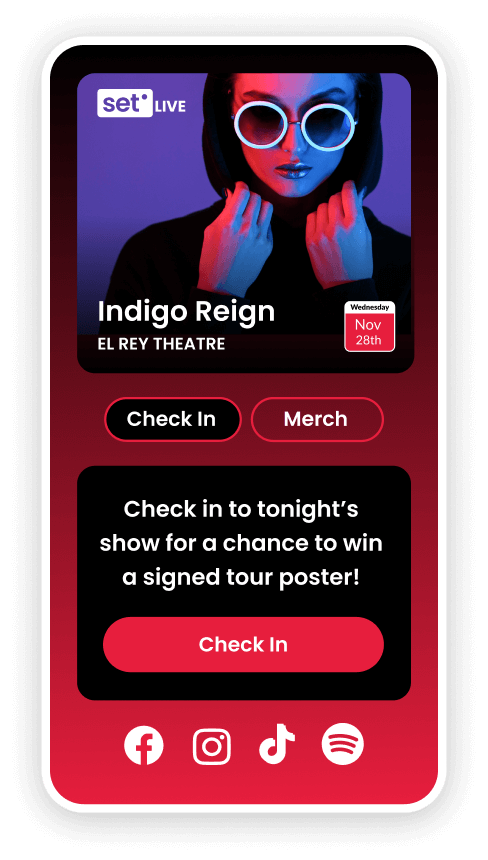 set LIVE
Indigo Reign
EL REY THEATRE
Wednesday
Nov
28th
Check In
Merch
Check in to tonight’s
show for a chance to win
a signed tour poster!
Check In